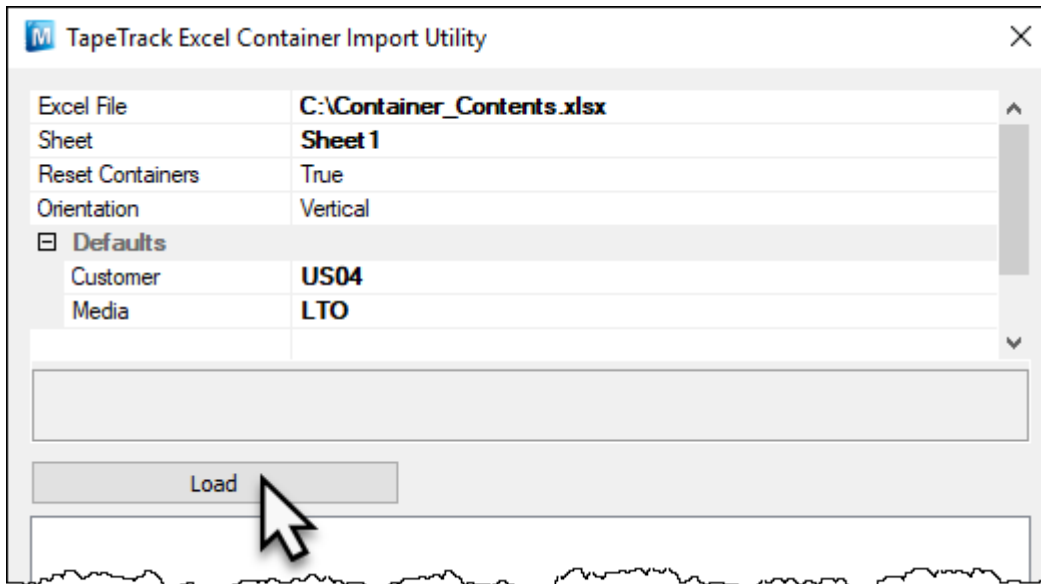 TapeTrack Excel Container Import Utility
Excel File C:\Container_Contents.xlsx
Sheet Sheet1
Reset Containers True
Orientation Vertical
Defaults
Customer US04
Media LTO
Load